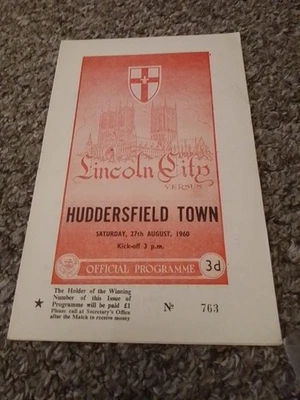 Lincoln City
VERSUS
HUDDERSFIELD TOWN
SATURDAY, 27th AUGUST, 1960
Kick-off 3 p.m.
OFFICIAL PROGRAMME 3d
The Holder of the Winning
Number of this Issue of
Programme will be paid £1
Please call at Secretary's Office
after the Match to receive money
★
Nº 763